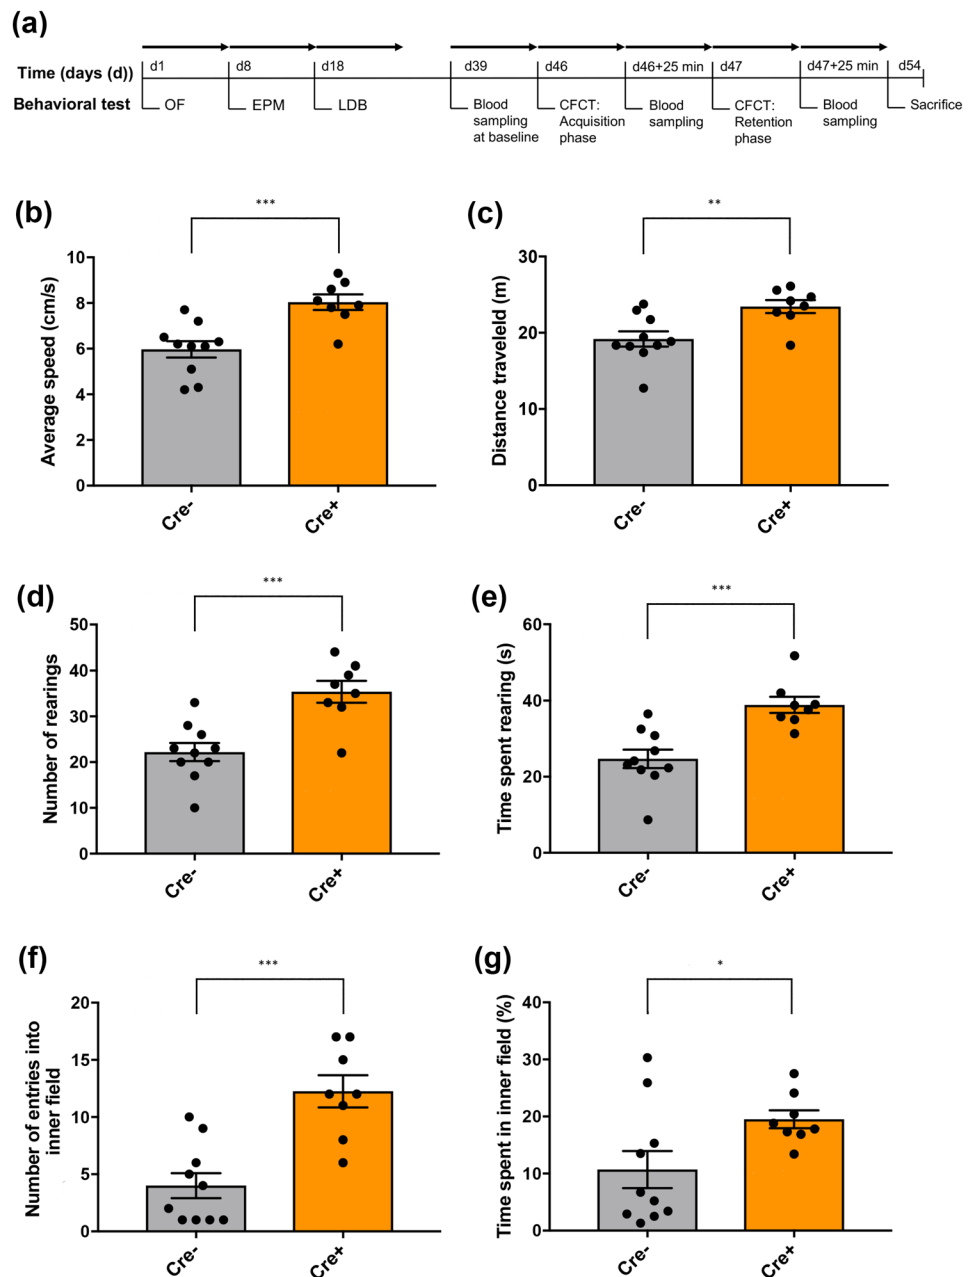 (a)
Time (days (d)) d1 d8 d18 d39 d46 d46+25 min d47 d47+25 min d54
Behavioral test OF EPM LDB Blood sampling at baseline CFCT: Acquisition phase Blood sampling CFCT: Retention phase Blood sampling Sacrifice
(b)
***
Average speed (cm/s)
10
8
6
4
2
0
Cre- Cre+
(c)
**
Distance traveleld (m)
30
20
10
0
Cre- Cre+
(d)
***
Number of rearings
50
40
30
20
10
0
Cre- Cre+
(e)
***
Time spent rearing (s)
60
40
20
0
Cre- Cre+
(f)
***
Number of entries into
inner field
20
15
10
5
0
Cre- Cre+
(g)
*
Time spent in inner field (%)
40
30
20
10
0
Cre- Cre+